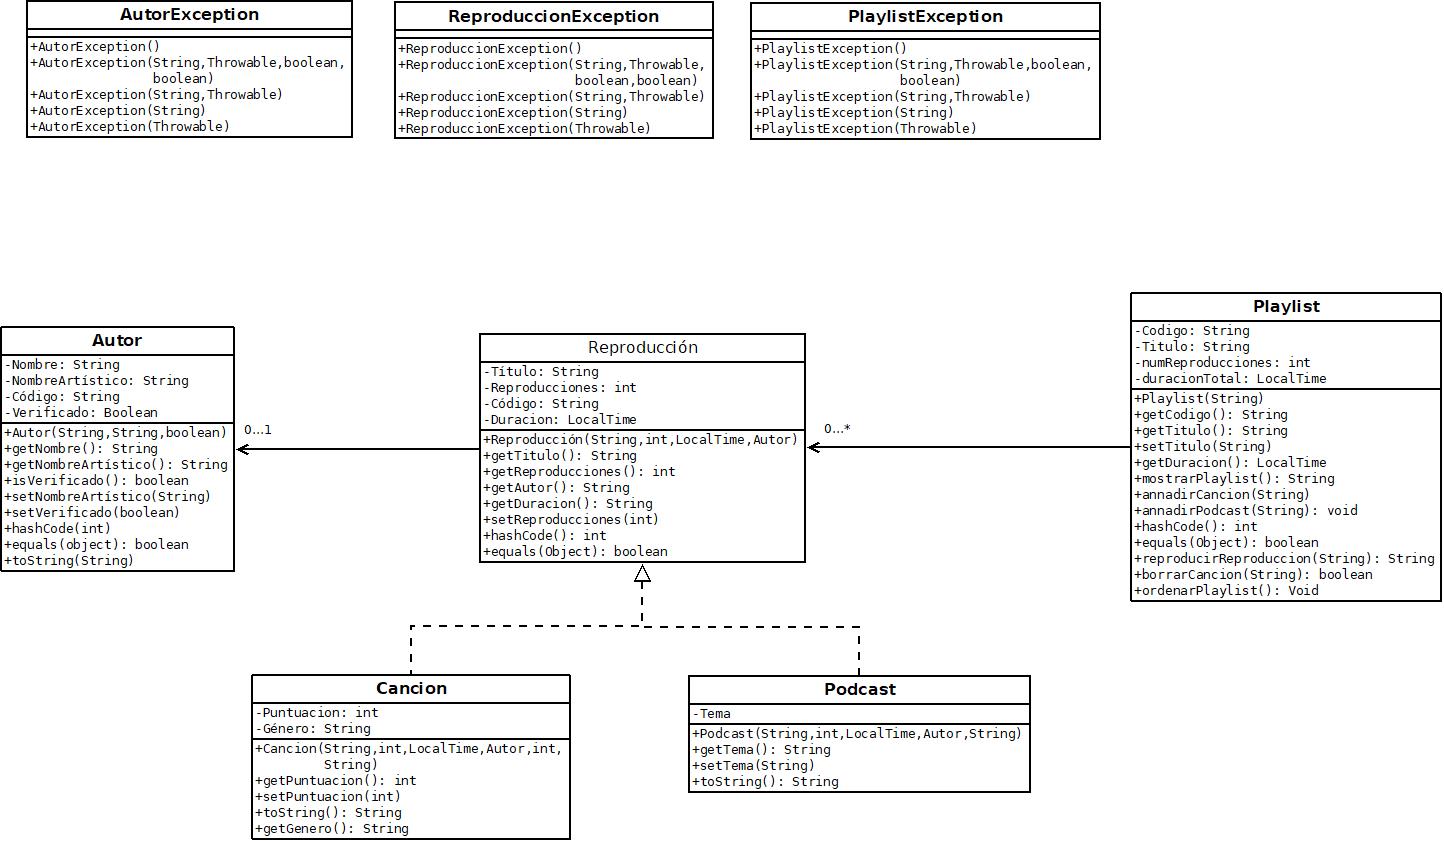 AutorException
+AutorException()
+AutorException(String,Throwable,boolean,
boolean)
+AutorException(String,Throwable)
+AutorException(String)
+AutorException(Throwable)
ReproduccionException
+ReproduccionException()
+ReproduccionException(String,Throwable,
boolean,boolean)
+ReproduccionException(String,Throwable)
+ReproduccionException(String)
+ReproduccionException(Throwable)
PlaylistException
+PlaylistException()
+PlaylistException(String,Throwable,boolean,
boolean)
+PlaylistException(String,Throwable)
+PlaylistException(String)
+PlaylistException(Throwable)
Autor
-Nombre: String
-NombreArtístico: String
-Código: String
-Verificado: Boolean
+Autor(String,String,boolean)
+getNombre(): String
+getNombreArtístico(): String
+isVerificado(): boolean
+setNombreArtístico(String)
+setVerificado(boolean)
+hashCode(int)
+equals(object): boolean
+toString(String)
0...1
Reproducción
-Título: String
-Reproducciones: int
-Código: String
-Duracion: LocalTime
+Reproducción(String,int,LocalTime,Autor)
+getTitulo(): String
+getReproducciones(): int
+getAutor(): String
+getDuracion(): String
+setReproducciones(int)
+hashCode(): int
+equals(Object): boolean
0...*
Playlist
-Codigo: String
-Titulo: String
-numReproducciones: int
-duracionTotal: LocalTime
+Playlist(String)
+getCodigo(): String
+getTitulo(): String
+setTitulo(String)
+getDuracion(): LocalTime
+mostrarPlaylist(): String
+annadirCancion(String)
+annadirPodcast(String): void
+hashCode(): int
+equals(Object): boolean
+reproducirReproduccion(String): String
+borrarCancion(String): boolean
+ordenarPlaylist(): Void
Cancion
-Puntuacion: int
-Género: String
+Cancion(String,int,LocalTime,Autor,int,
String)
+getPuntuacion(): int
+setPuntuacion(int)
+toString(): String
+getGenero(): String
Podcast
-Tema
+Podcast(String,int,LocalTime,Autor,String)
+getTema(): String
+setTema(String)
+toString(): String